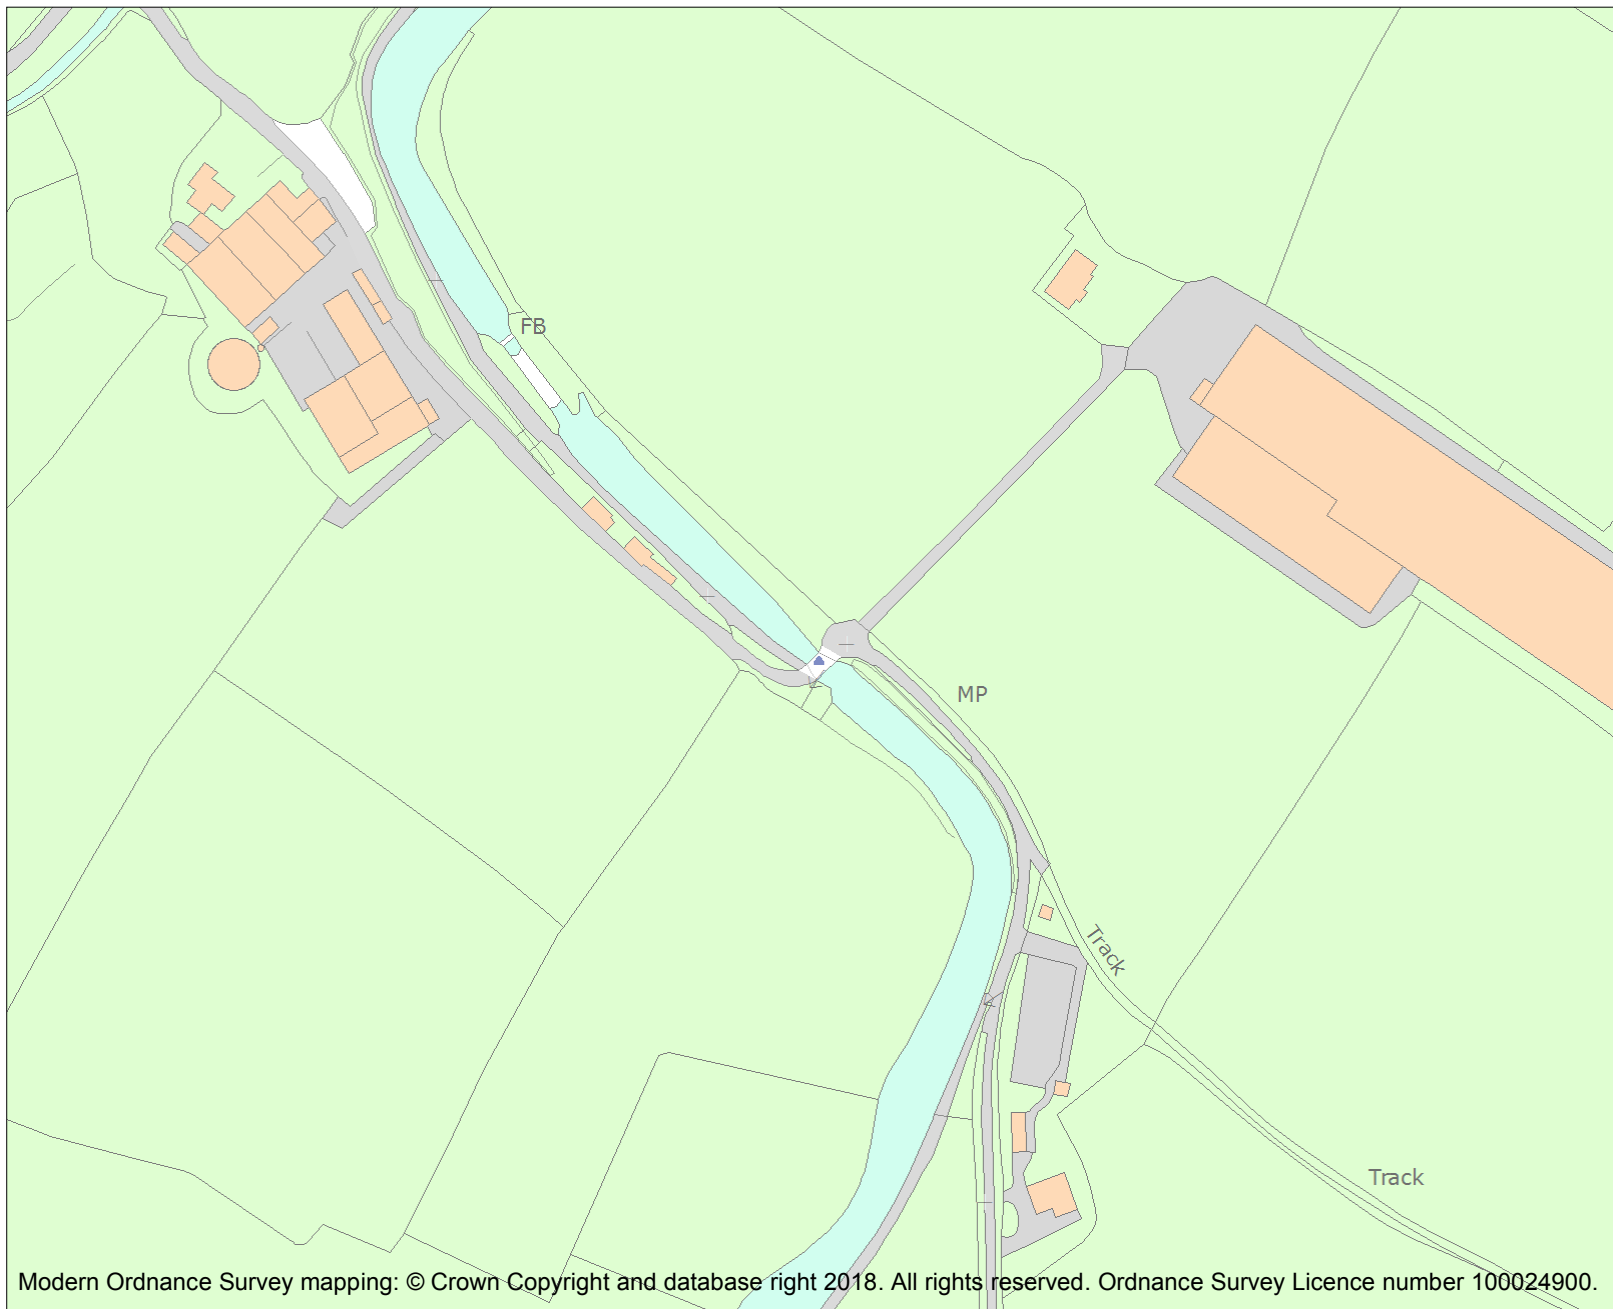 FB
MP
Track
Track
Modern Ordnance Survey mapping: © Crown Copyright and database right 2018. All rights reserved. Ordnance Survey Licence number 100024900.